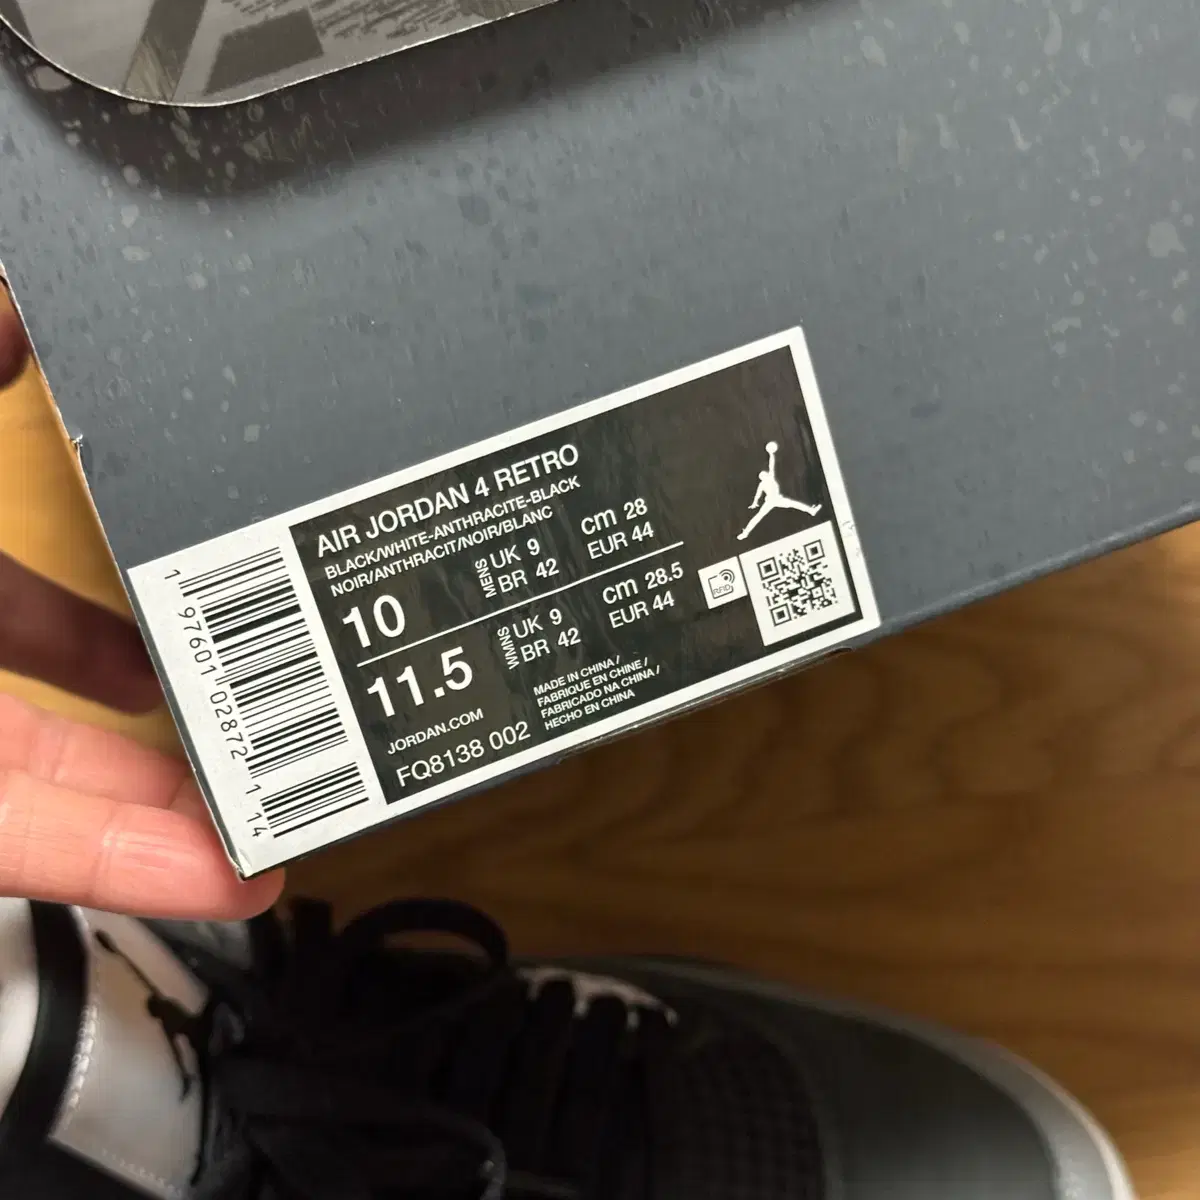 AIR JORDAN 4 RETRO
BLACK/WHITE-ANTHRACITE-BLACK
NOIR/ANTHRACIT/NOIR/BLANC
10
MENS
UK 9
BR 42
cm 28
EUR 44
11.5
WMNS
UK 9
BR 42
cm 28.5
EUR 44
RFID
JORDAN.COM
FQ8138 002
MADE IN CHINA /
FABRIQUE EN CHINE /
FABRICADO NA CHINA /
HECHO EN CHINA
1 97601 02872 1 14